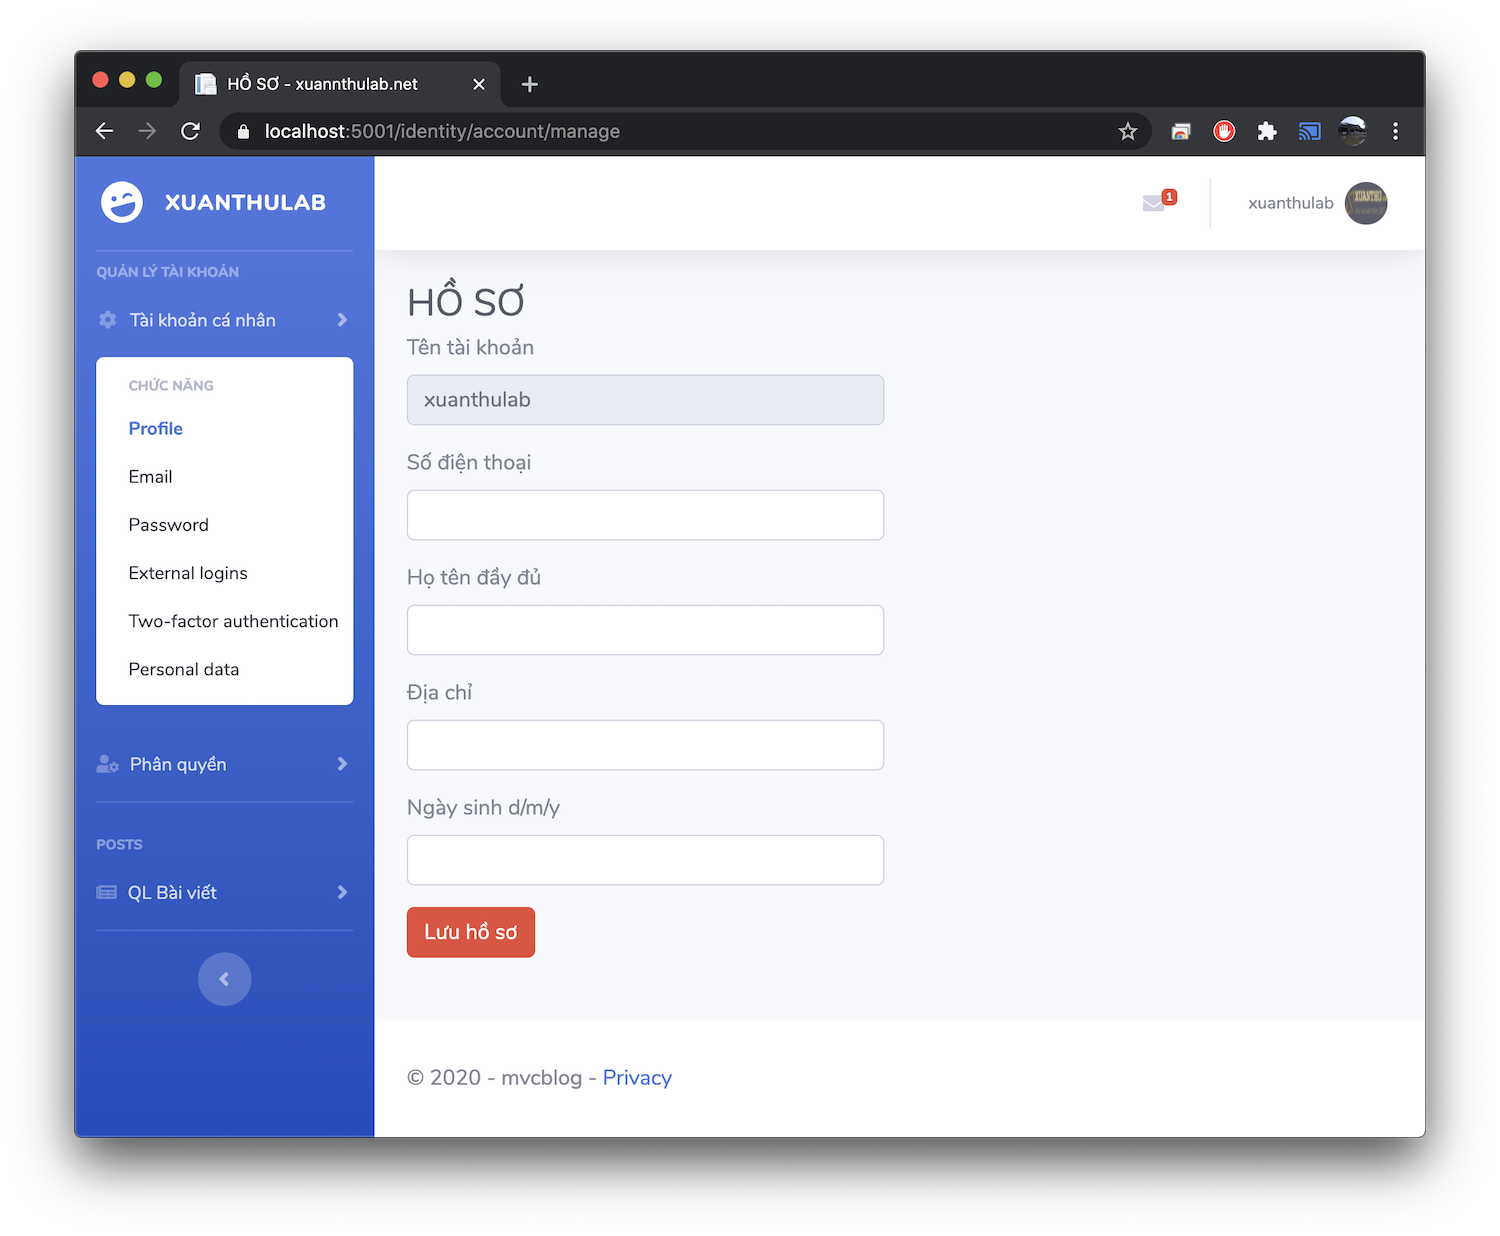 HỒ SƠ - xuannthulab.net
localhost:5001/identity/account/manage
XUANTHULAB
1
xuanthulab
XUANTHU
QUẢN LÝ TÀI KHOẢN
Tài khoản cá nhân
CHỨC NĂNG
Profile
Email
Password
External logins
Two-factor authentication
Personal data
Phân quyền
POSTS
QL Bài viết
HỒ SƠ
Tên tài khoản
xuanthulab
Số điện thoại
Họ tên đầy đủ
Địa chỉ
Ngày sinh d/m/y
Lưu hồ sơ
© 2020 - mvcblog - Privacy